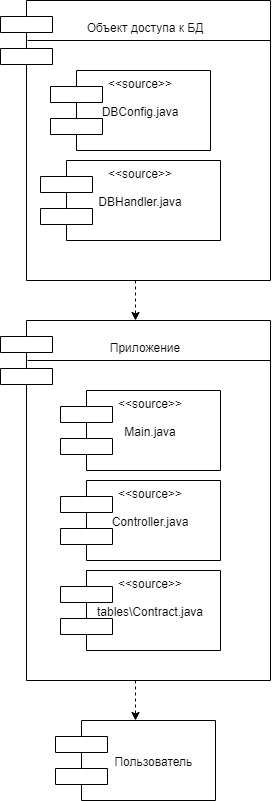 Объект доступа к БД
<<source>>
DBConfig.java
<<source>>
DBHandler.java
Приложение
<<source>>
Main.java
<<source>>
Controller.java
<<source>>
tables\Contract.java
Пользователь